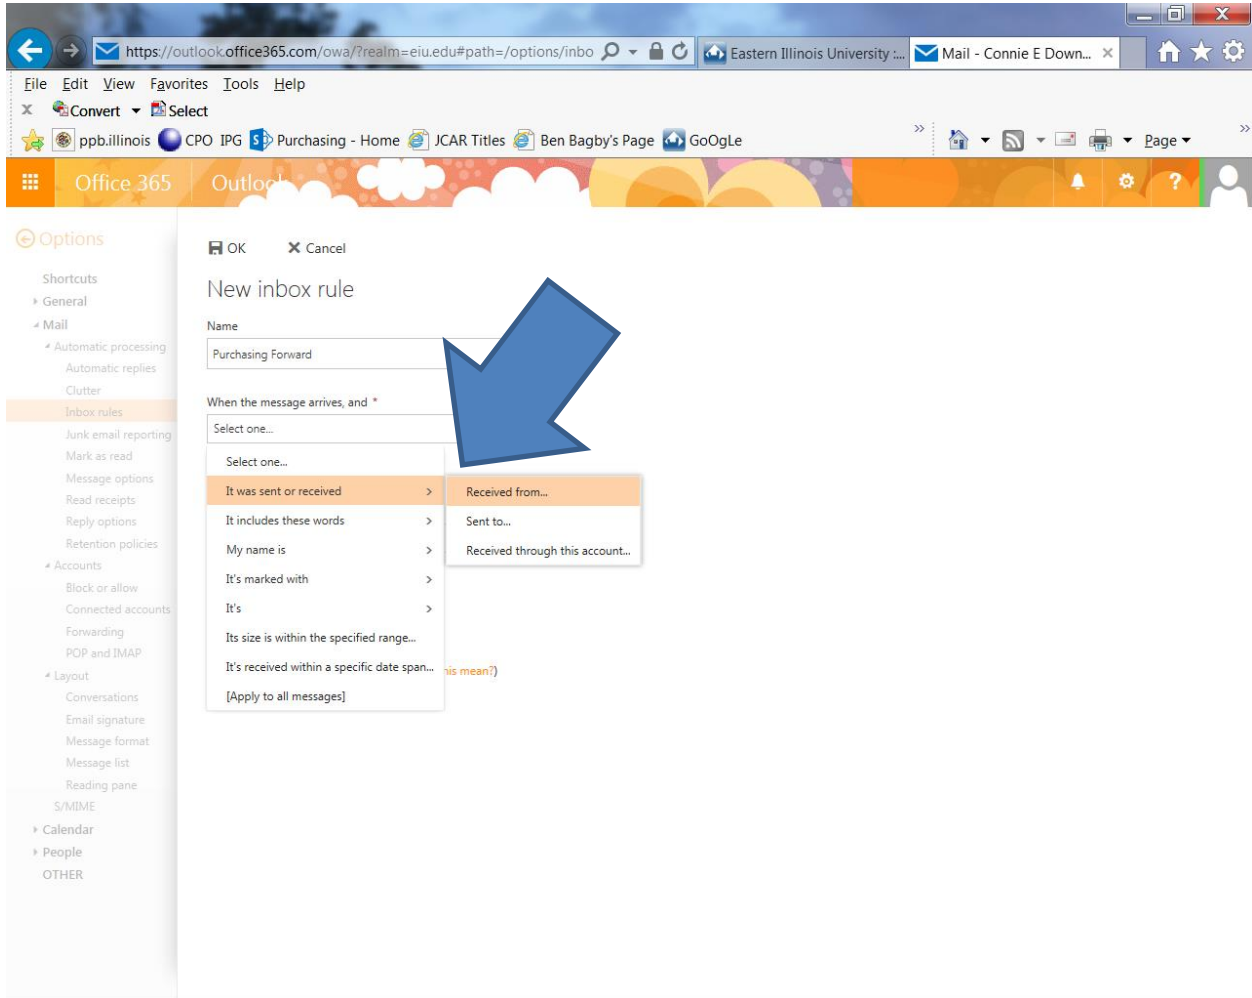 https://outlook.office365.com/owa/?realm=eiu.edu#path=/options/inbo
Eastern Illinois University :...
Mail - Connie E Down...
File Edit View Favorites Tools Help
x Convert Select
ppb.illinois CPO IPG Purchasing - Home JCAR Titles Ben Bagby's Page GoOgLe » Page »
Office 365 Outlook ?
Options
OK Cancel
New inbox rule
Name
Purchasing Forward
When the message arrives, and *
Select one...
Select one...
It was sent or received >
It includes these words >
My name is >
It's marked with >
It's >
Its size is within the specified range...
It's received within a specific date span...
[Apply to all messages]
Received from...
Sent to...
Received through this account...
his mean?)
Shortcuts
General
Mail
Automatic processing
Automatic replies
Clutter
Inbox rules
Junk email reporting
Mark as read
Message options
Read receipts
Reply options
Retention policies
Accounts
Block or allow
Connected accounts
Forwarding
POP and IMAP
Layout
Conversations
Email signature
Message format
Message list
Reading pane
S/MIME
Calendar
People
OTHER